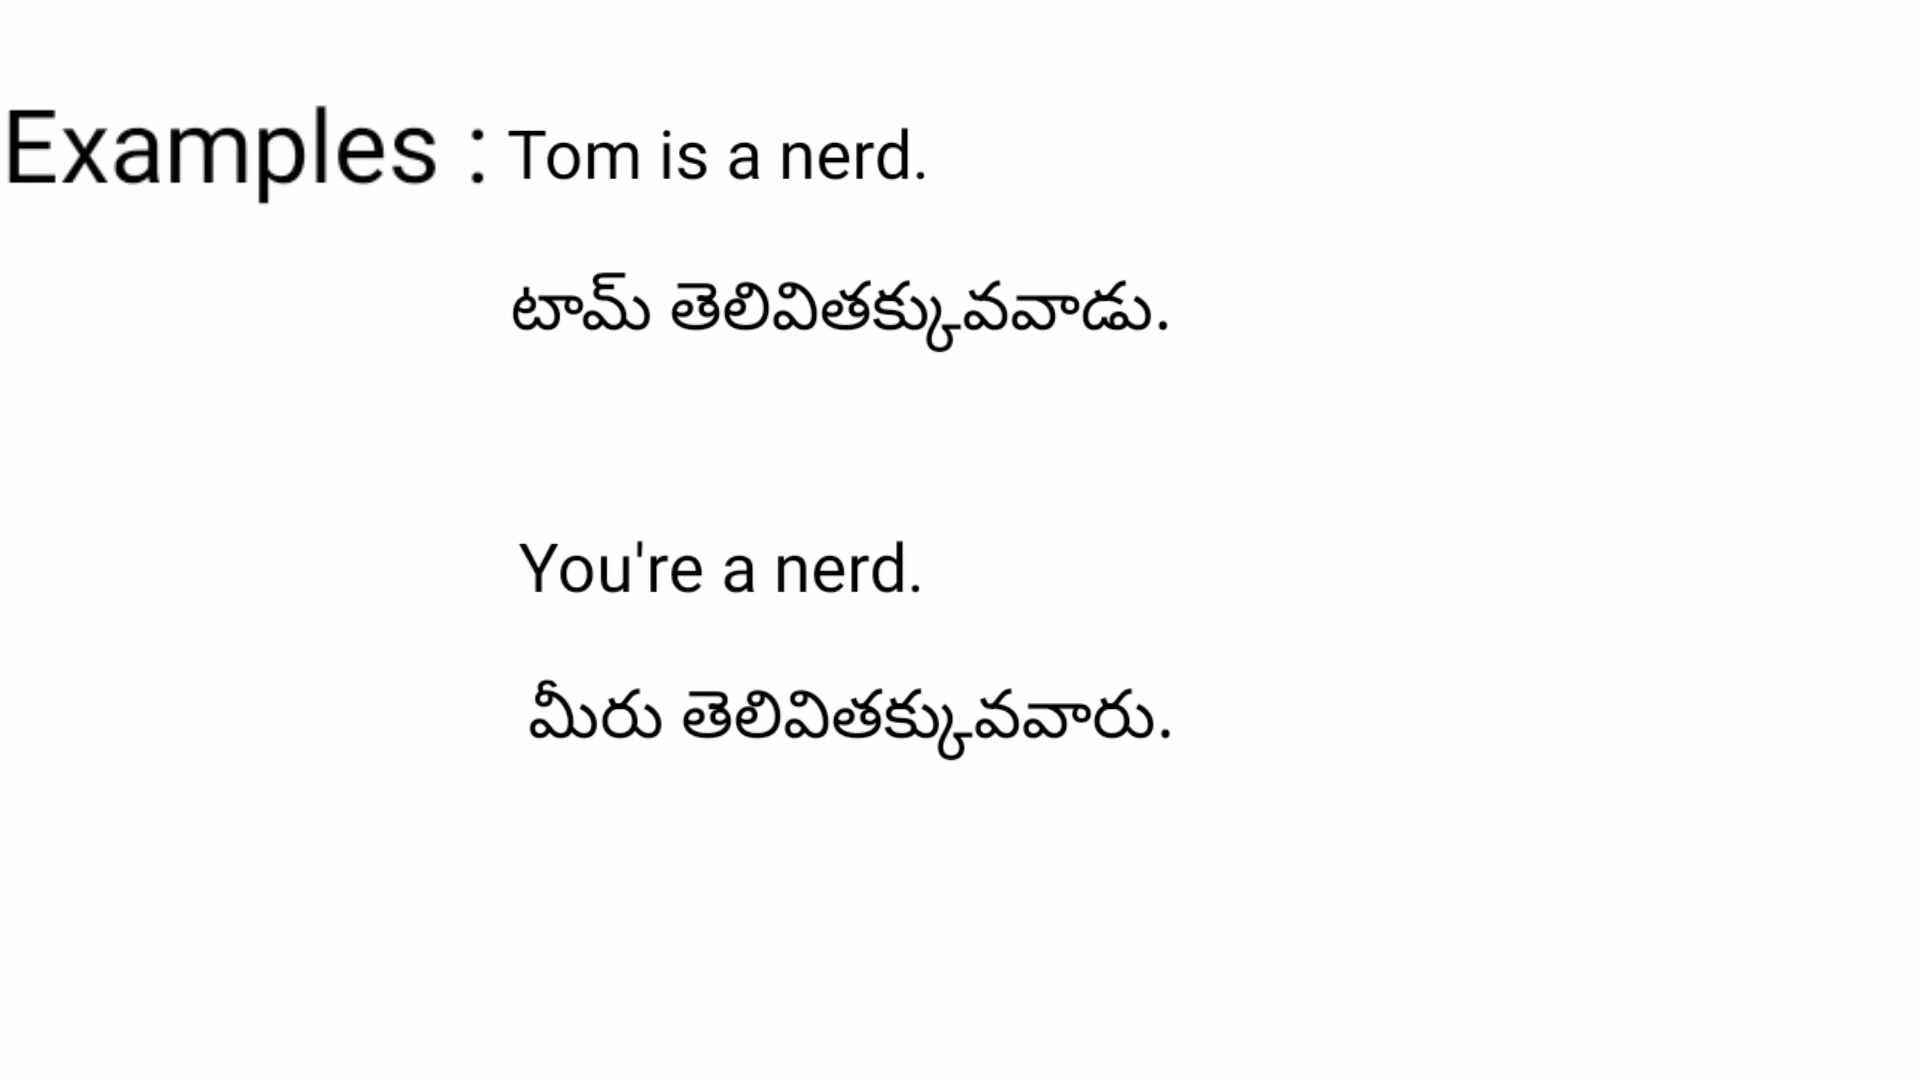 Examples : Tom is a nerd.
టామ్ తెలివితక్కువవాడు.
You're a nerd.
మీరు తెలివితక్కువవారు.